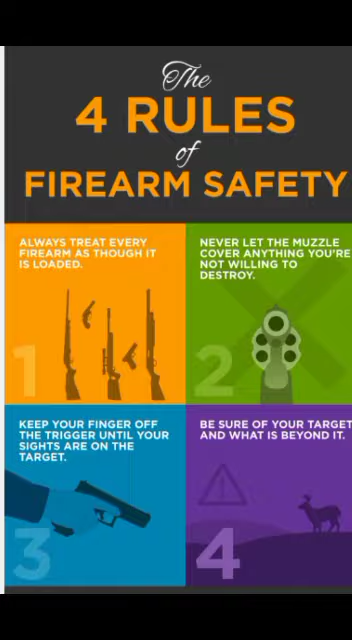 The
4 RULES
of
FIREARM SAFETY
ALWAYS TREAT EVERY
FIREARM AS THOUGH IT
IS LOADED.
1
NEVER LET THE MUZZLE
COVER ANYTHING YOU'RE
NOT WILLING TO
DESTROY.
2
KEEP YOUR FINGER OFF
THE TRIGGER UNTIL YOUR
SIGHTS ARE ON THE
TARGET.
3
BE SURE OF YOUR TARGET
AND WHAT IS BEYOND IT.
4